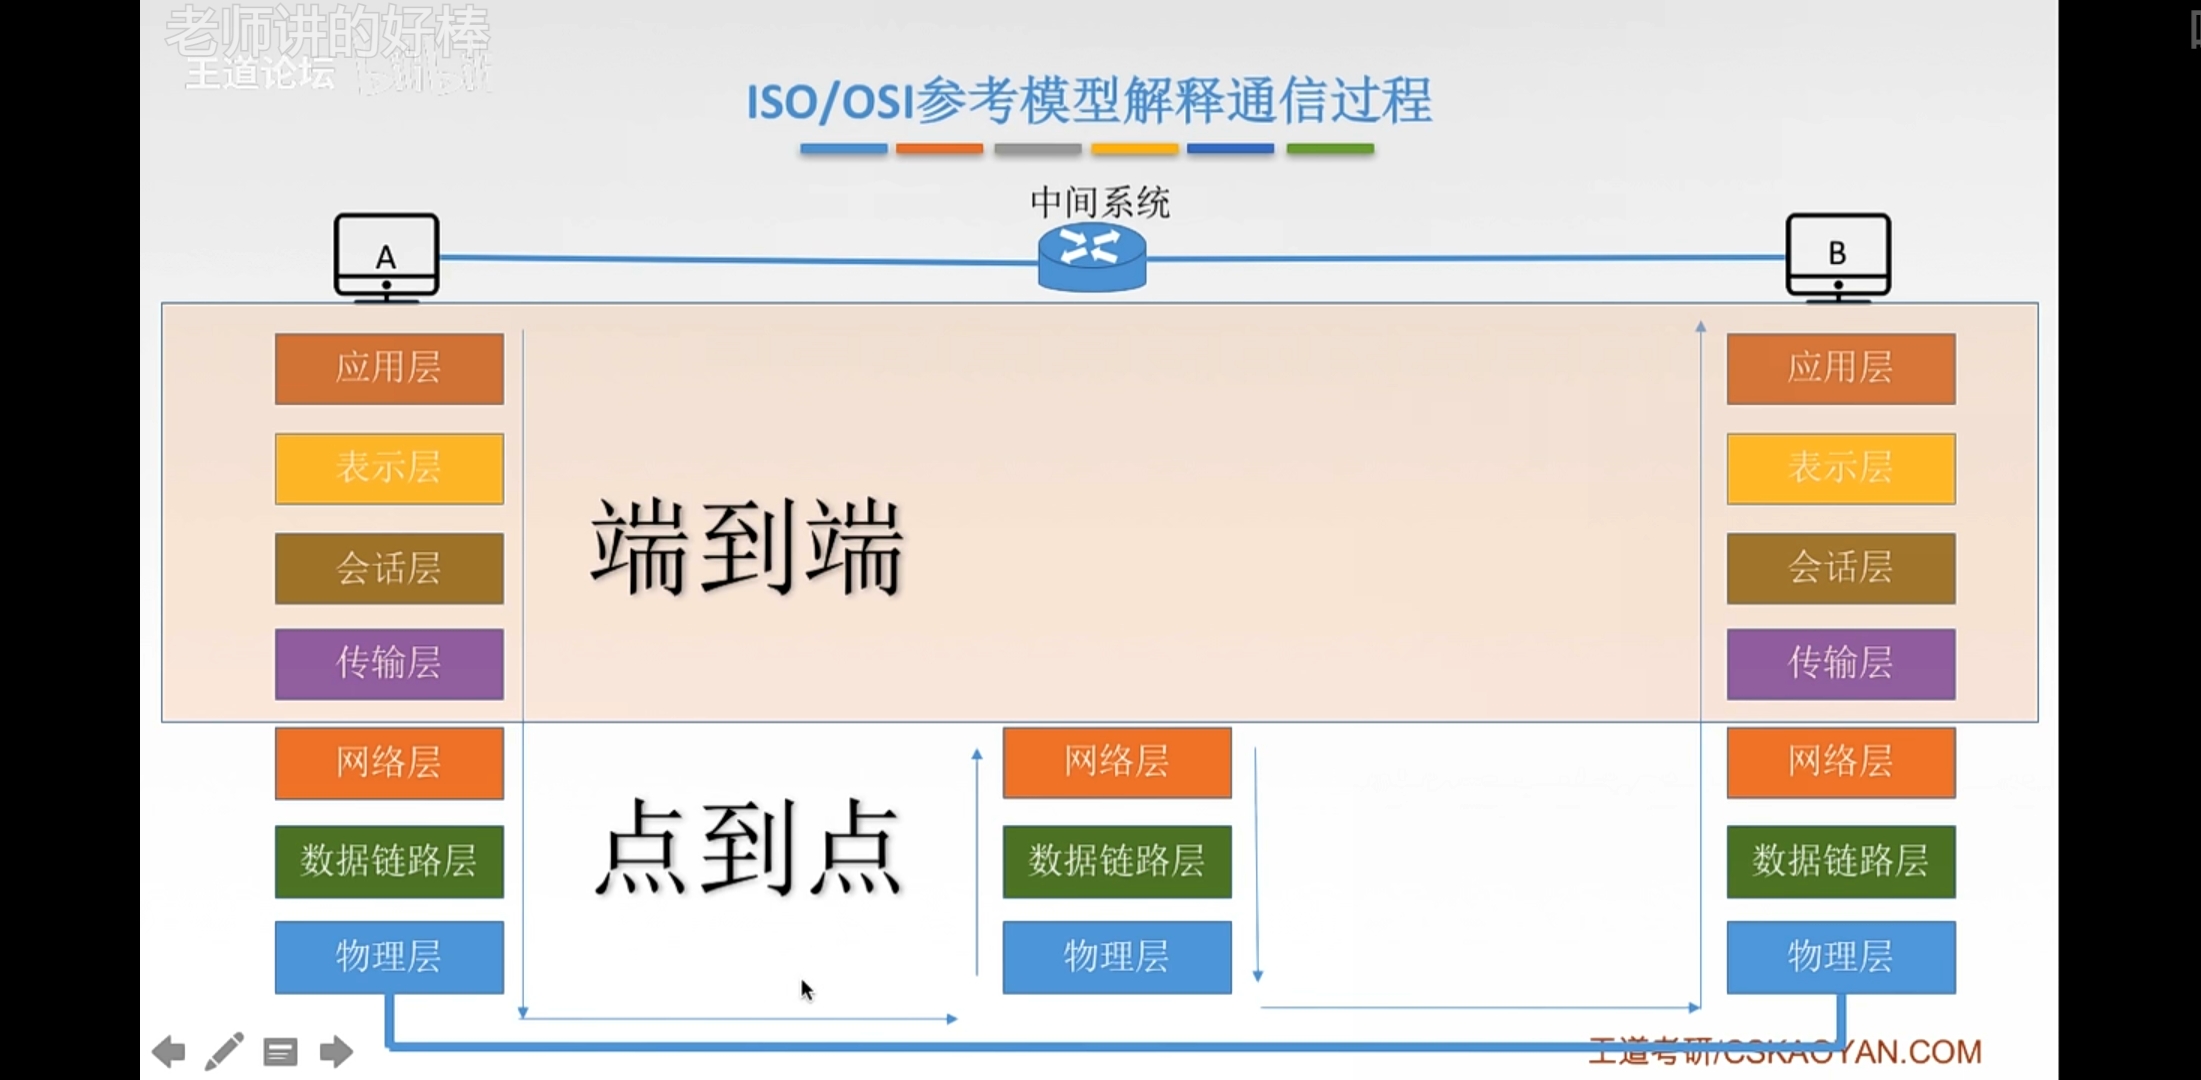 老师讲的好棒
王道论坛 bilibili
ISO/OSI参考模型解释通信过程
中间系统
A
B
应用层
应用层
表示层
表示层
端到端
会话层
会话层
传输层
传输层
网络层
网络层
网络层
点到点
数据链路层
数据链路层
数据链路层
物理层
物理层
物理层
王道考研/CSKAOYAN.COM